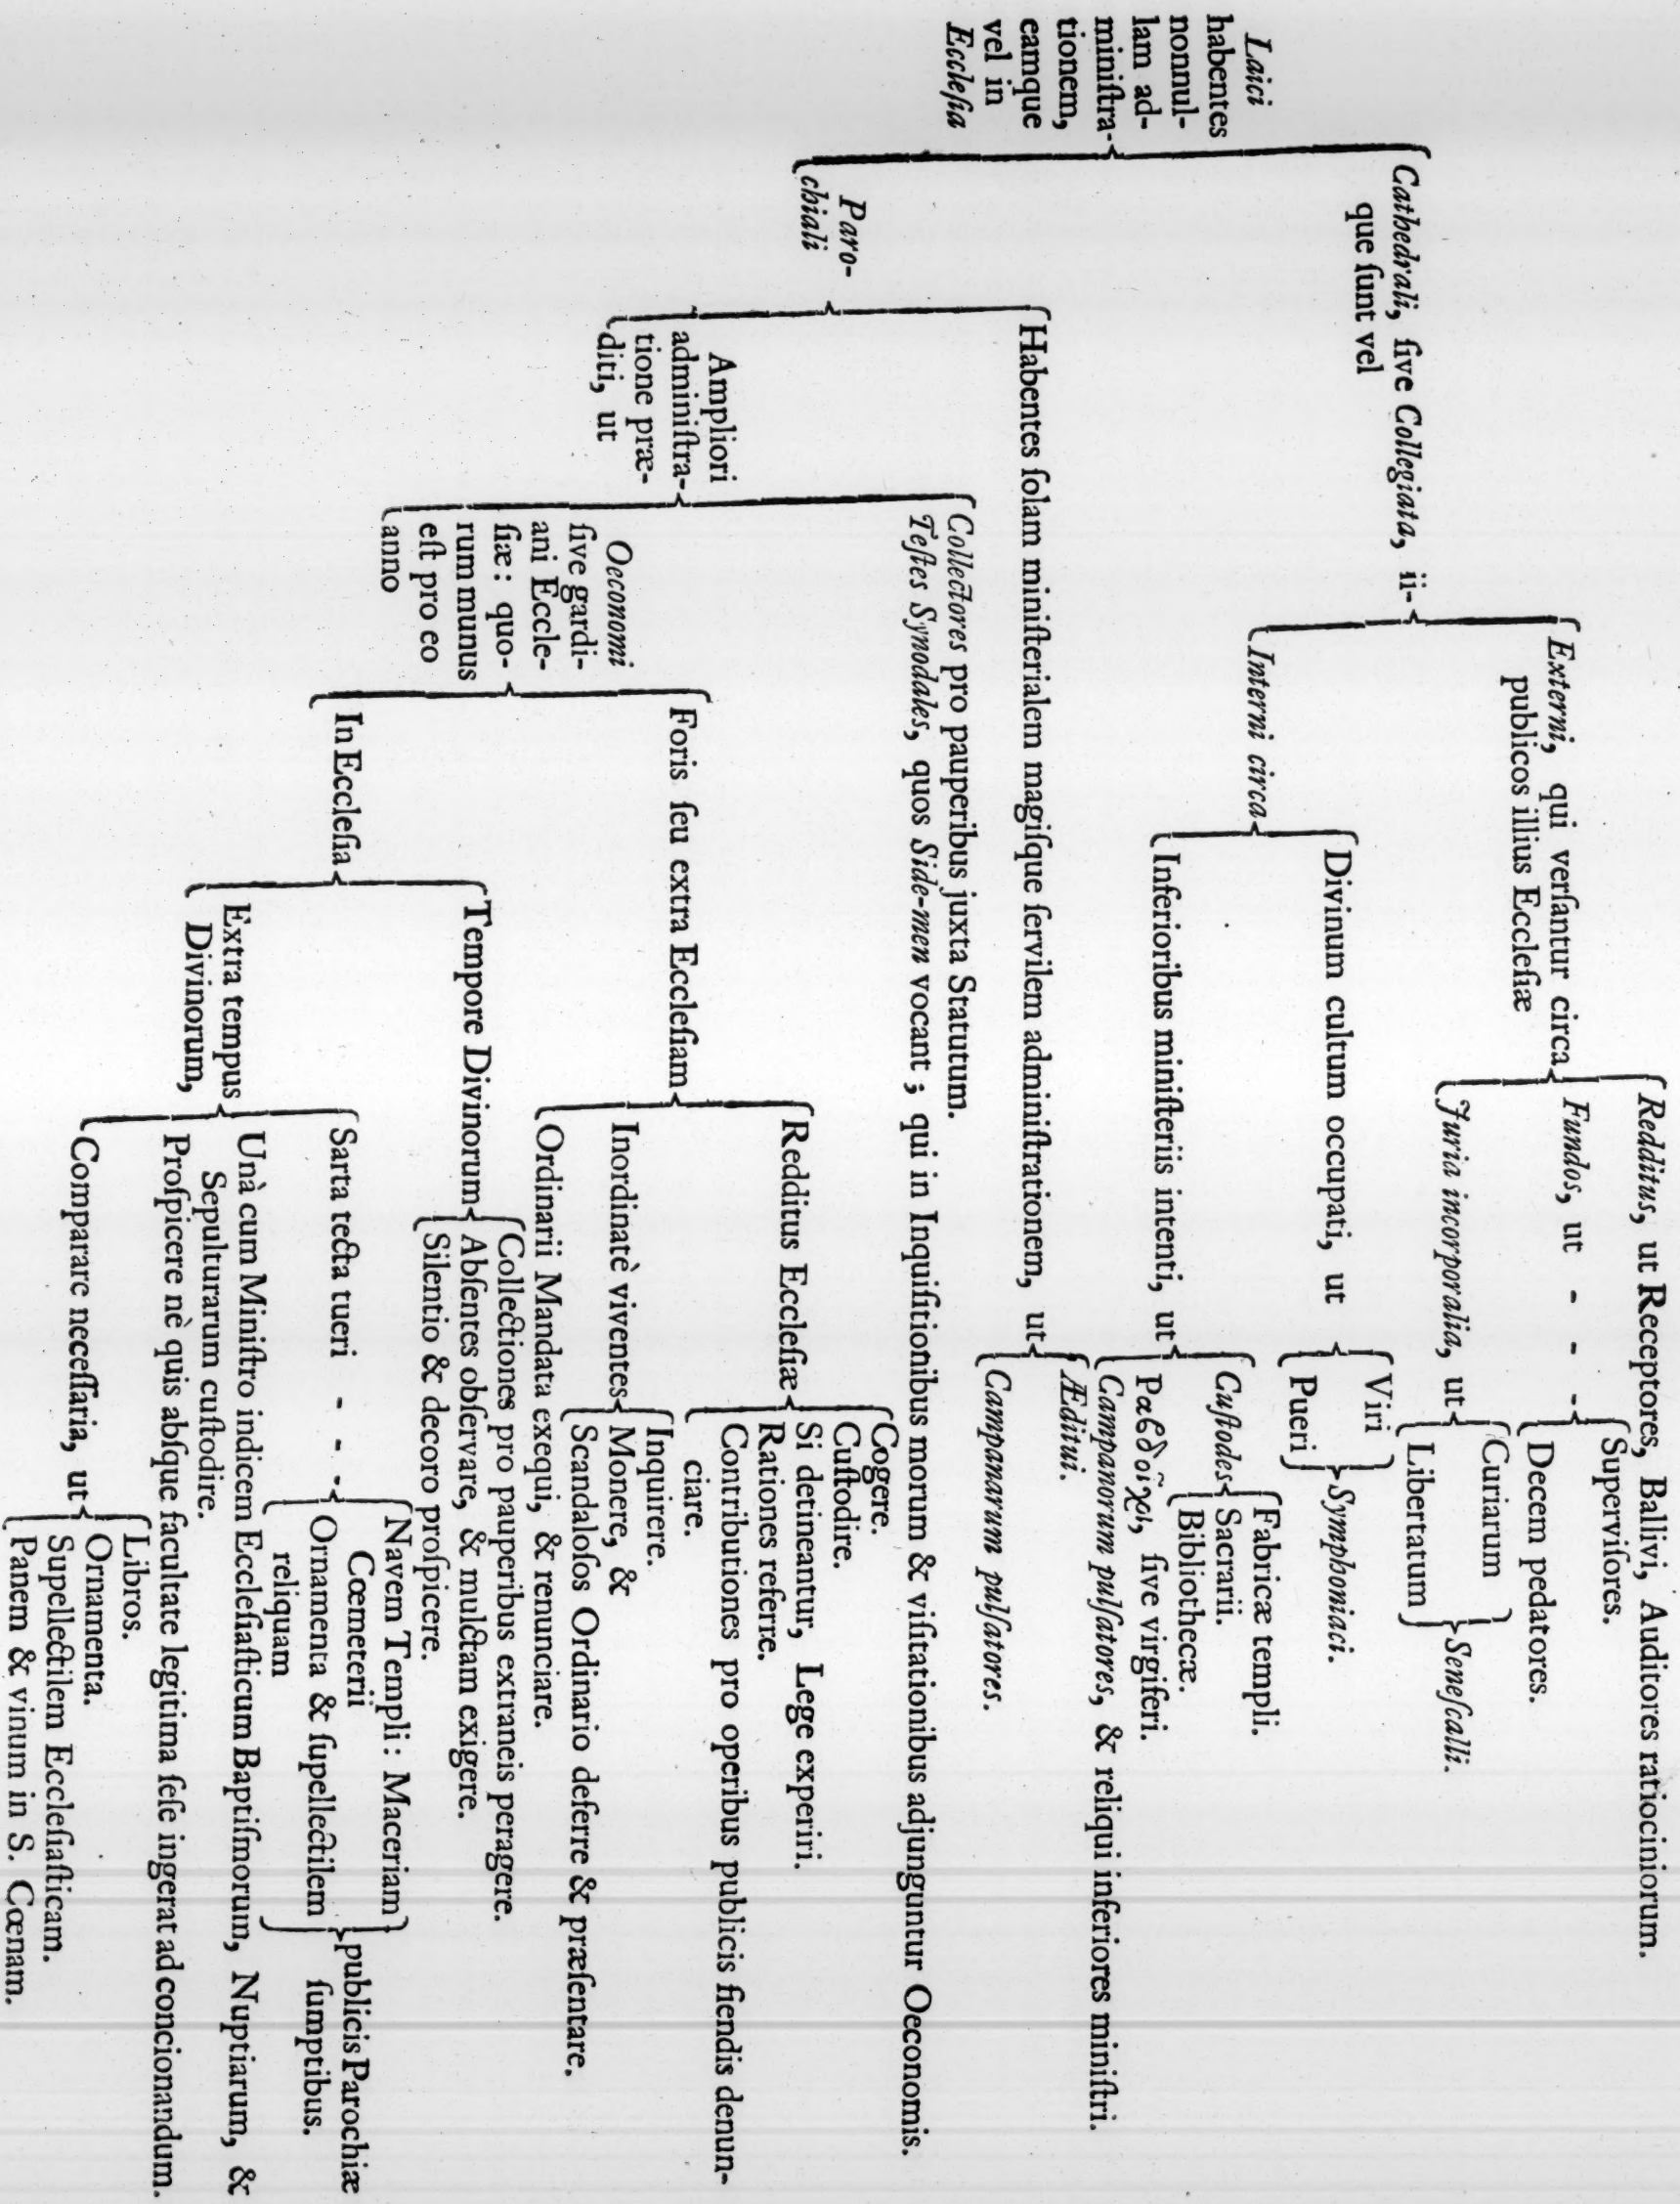 Laici
habentes
nonnul-
lam ad-
miniſtra-
tionem,
eamque
vel in
Eccleſia
Cathedrali, ſive Collegiata, ii-
que ſunt vel
Externi, qui verſantur circa
publicos illius Eccleſiæ
Redditus, ut Receptores, Ballivi, Auditores ratiociniorum.
Fundos, ut - - -
Superviſores.
Decem pedatores.
Juria incorporalia, ut
Curiarum
Libertatum
Seneſcalli.
Interni circa
Divinum cultum occupati, ut
Viri
Pueri
Symphoniaci.
Inferioribus miniſteriis intenti, ut
Cuſtodes
Fabricæ templi.
Sacrarii.
Bibliothecæ.
Ραϐδοῖχοι, ſive virgiferi.
Campanorum pulſatores, & reliqui inferiores miniſtri.
Paro-
chiali
Habentes ſolam miniſterialem magiſque ſervilem adminiſtrationem, ut
Æditui.
Campanarum pulſatores.
Ampliori
adminiſtra-
tione præ-
diti, ut
Collectores pro pauperibus juxta Statutum.
Teſtes Synodales, quos Side-men vocant; qui in Inquiſitionibus morum & viſitationibus adjunguntur Oeconomis.
Oeconomi
ſive gardi-
ani Eccle-
ſiæ: quo-
rum munus
eſt pro eo
anno
Foris ſeu extra Eccleſiam
Redditus Eccleſiæ
Cogere.
Cuſtodire.
Si detineantur, Lege experiri.
Rationes referre.
Contributiones pro operibus publicis fiendis denun-
ciare.
Inordinatè viventes
Inquirere.
Monere, &
Scandaloſos Ordinario deferre & præſentare.
Ordinarii Mandata exequi, & renunciare.
In Eccleſia
Tempore Divinorum
Collectiones pro pauperibus extraneis peragere.
Abſentes obſervare, & mulctam exigere.
Silentio & decoro proſpicere.
Extra tempus
Divinorum,
Sarta tecta tueri - - -
Navem Templi: Maceriam
Cœmeterii
Ornamenta & ſupellectilem
reliquam
publicis Parochiæ
ſumptibus.
Unà cum Miniſtro indicem Eccleſiaſticum Baptiſmorum, Nuptiarum, &
Sepulturarum cuſtodire.
Proſpicere nè quis abſque facultate legitima ſeſe ingerat ad concionandum.
Comparare neceſſaria, ut
Libros.
Ornamenta.
Supellectilem Eccleſiaſticam.
Panem & vinum in S. Cœnam.